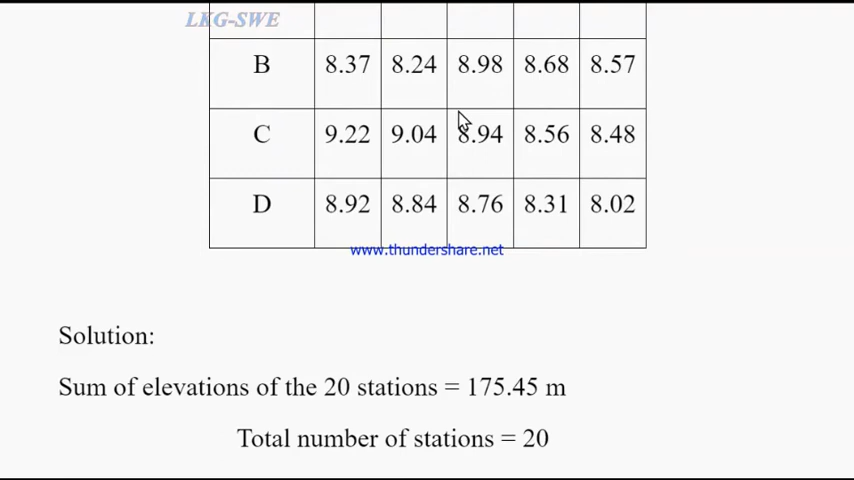 LKG-SWE
B 8.37 8.24 8.98 8.68 8.57
C 9.22 9.04 8.94 8.56 8.48
D 8.92 8.84 8.76 8.31 8.02
www.thundershare.net
Solution:
Sum of elevations of the 20 stations = 175.45 m
Total number of stations = 20